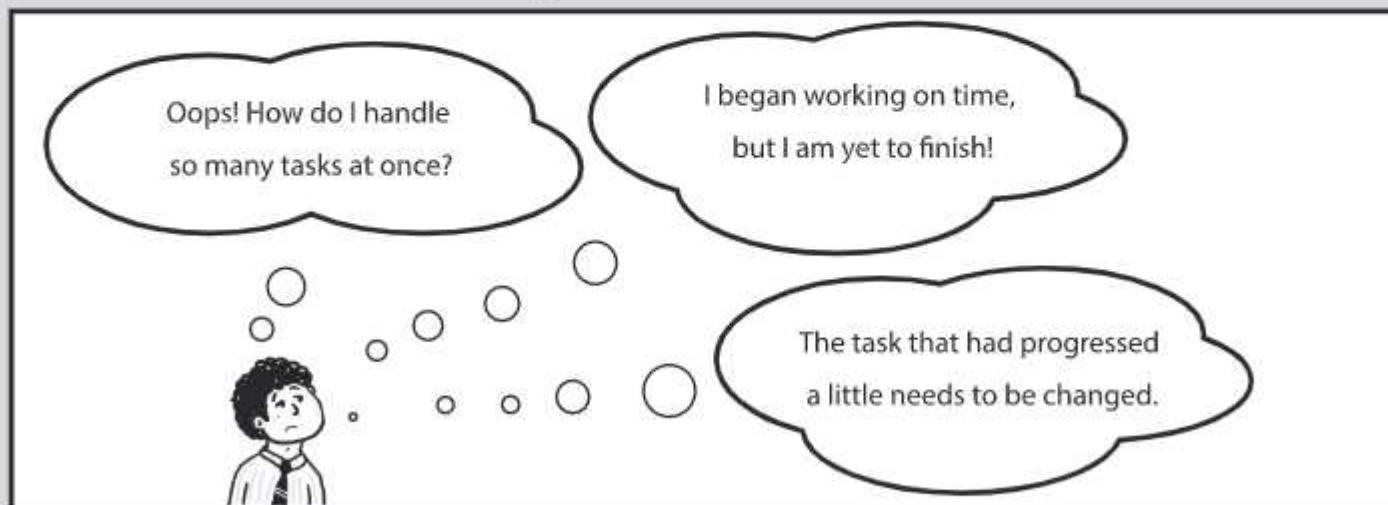 Oops! How do I handle
so many tasks at once?
I began working on time,
but I am yet to finish!
The task that had progressed
a little needs to be changed.